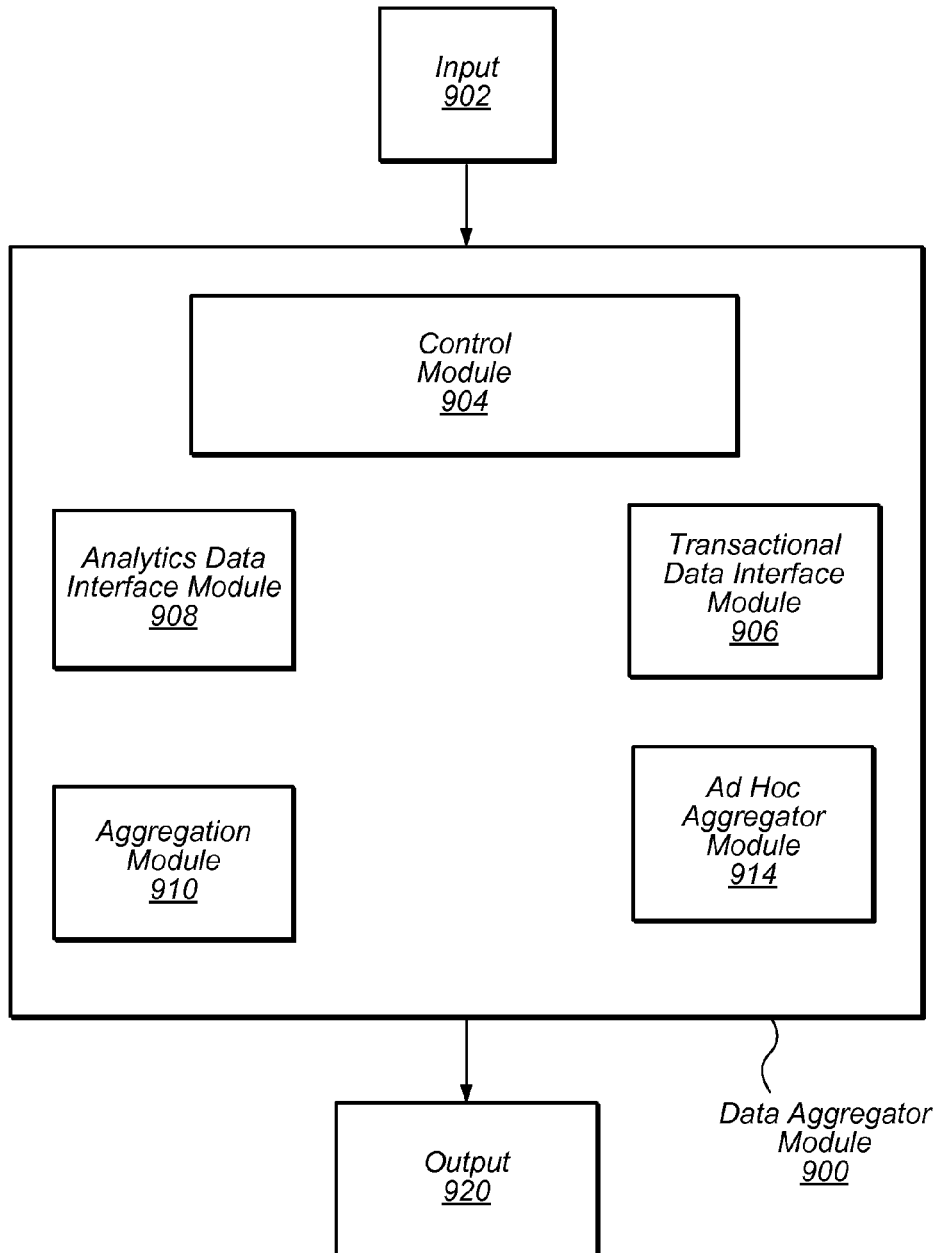 Input
902
Control
Module
904
Analytics Data
Interface Module
908
Transactional
Data Interface
Module
906
Aggregation
Module
910
Ad Hoc
Aggregator
Module
914
Data Aggregator
Module
900
Output
920